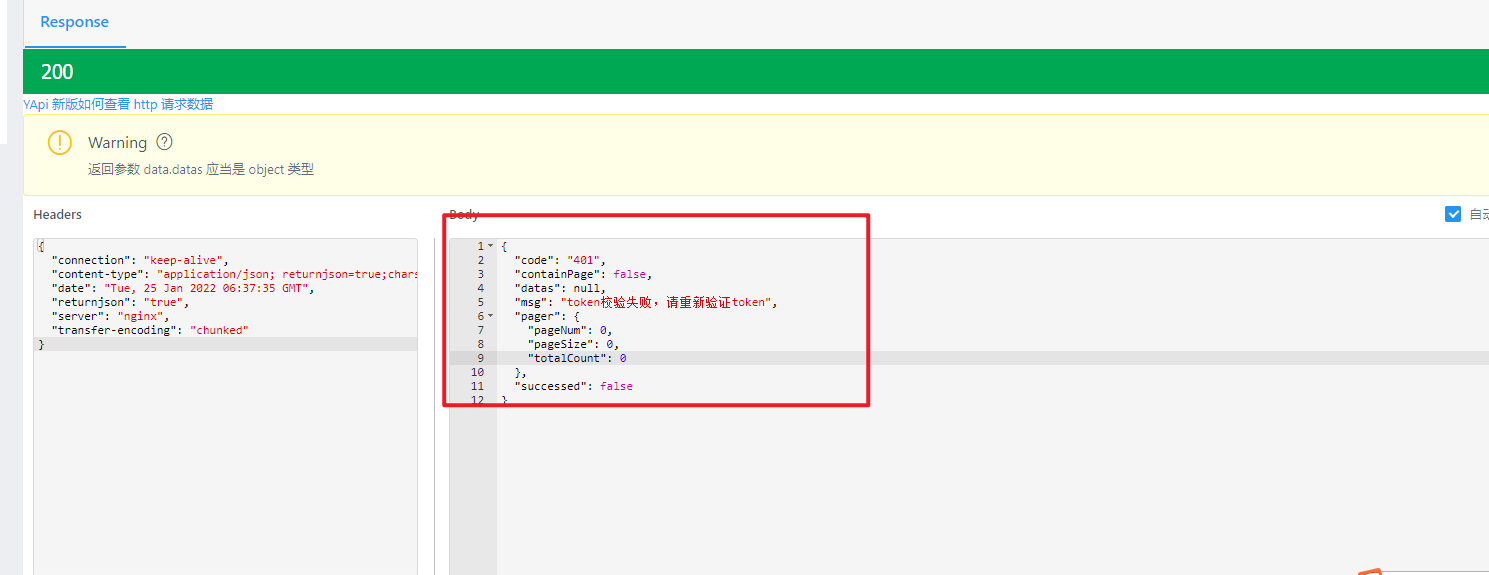 Response
200
YApi 新版如何查看 http 请求数据
Warning
返回参数 data.datas 应当是 object 类型
Headers
Body
自动
{
"connection": "keep-alive",
"content-type": "application/json; returnjson=true;chars
"date": "Tue, 25 Jan 2022 06:37:35 GMT",
"returnjson": "true",
"server": "nginx",
"transfer-encoding": "chunked"
}
1 {
2 "code": "401",
3 "containPage": false,
4 "datas": null,
5 "msg": "token校验失败，请重新验证token",
6 "pager": {
7 "pageNum": 0,
8 "pageSize": 0,
9 "totalCount": 0
10 },
11 "successed": false
12 }